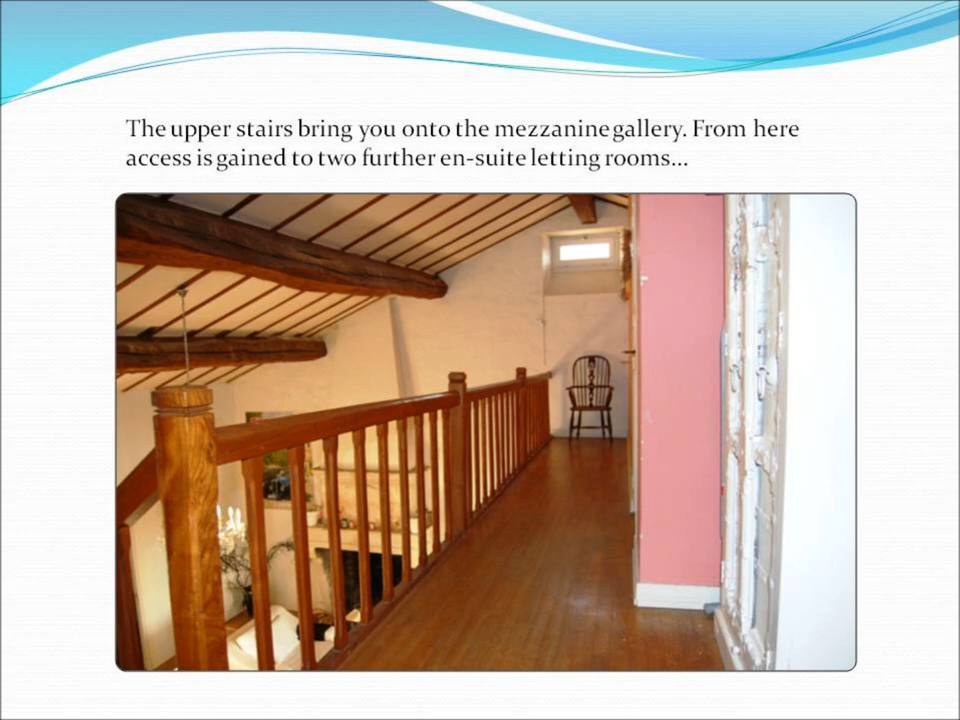 The upper stairs bring you onto the mezzanine gallery. From here
access is gained to two further en-suite letting rooms...